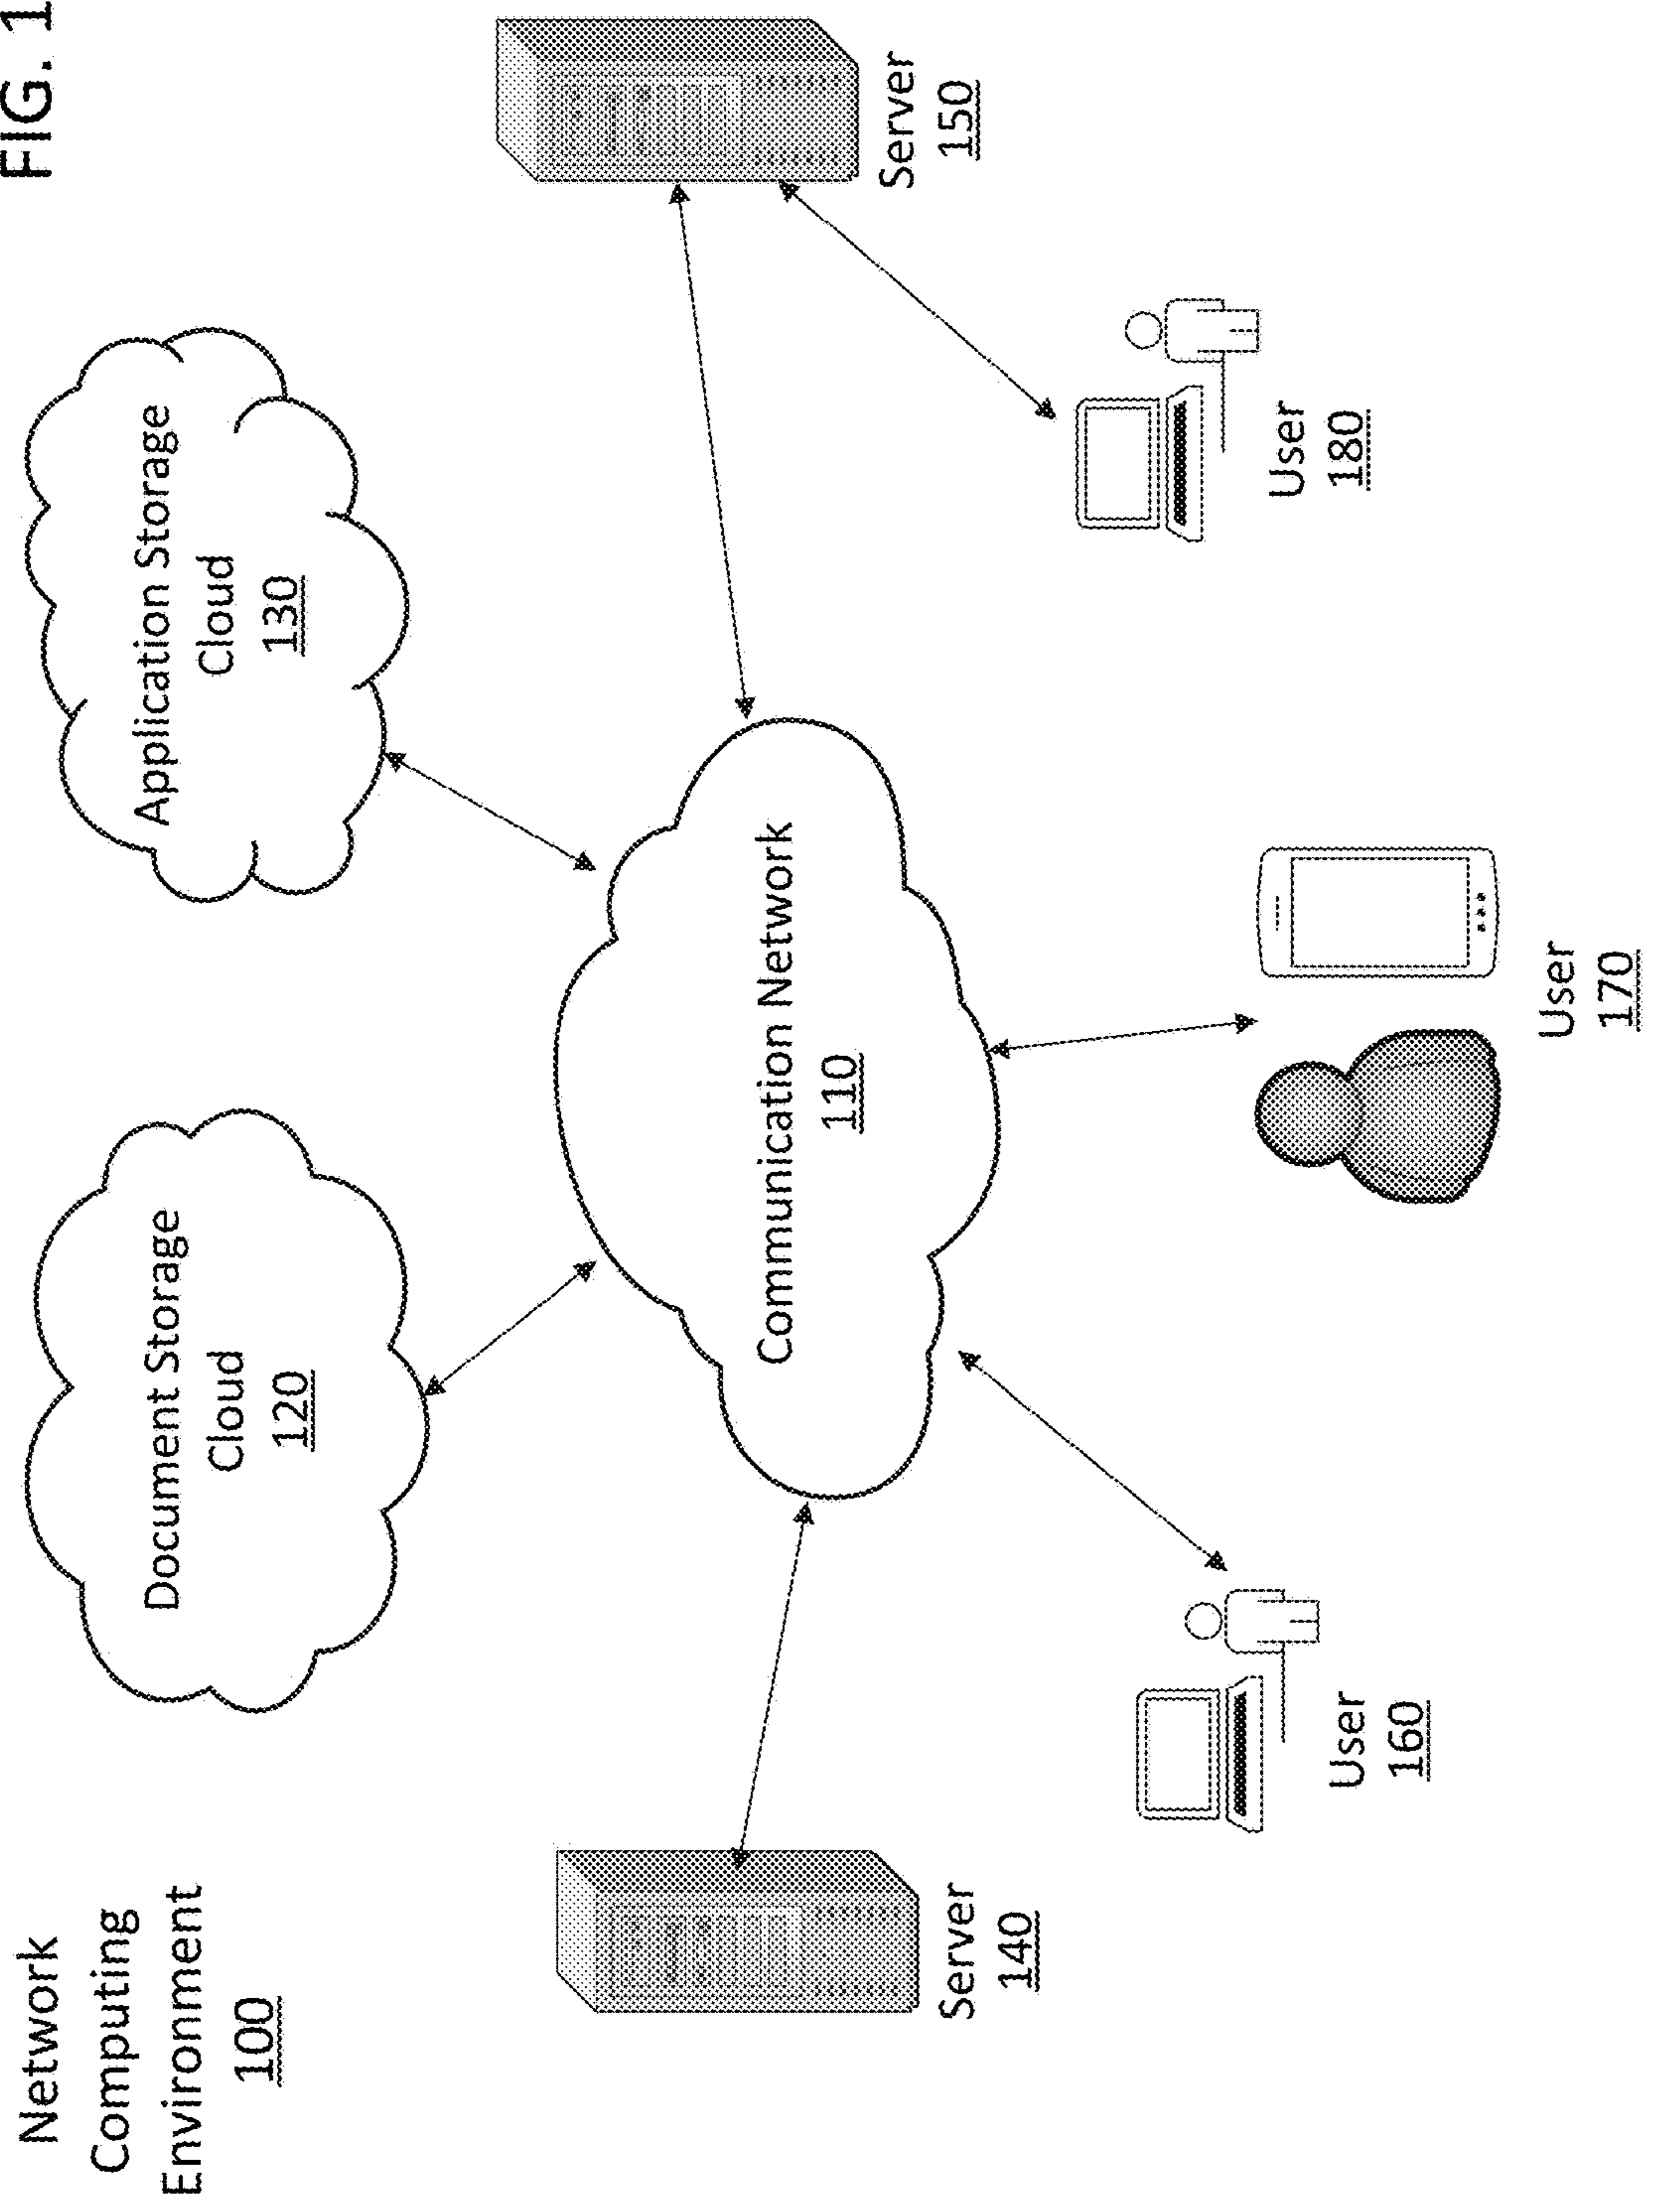 FIG. 1
Network
Computing
Environment
100
Document Storage
Cloud
120
Application Storage
Cloud
130
Communication Network
110
Server
140
Server
150
User
160
User
170
User
180